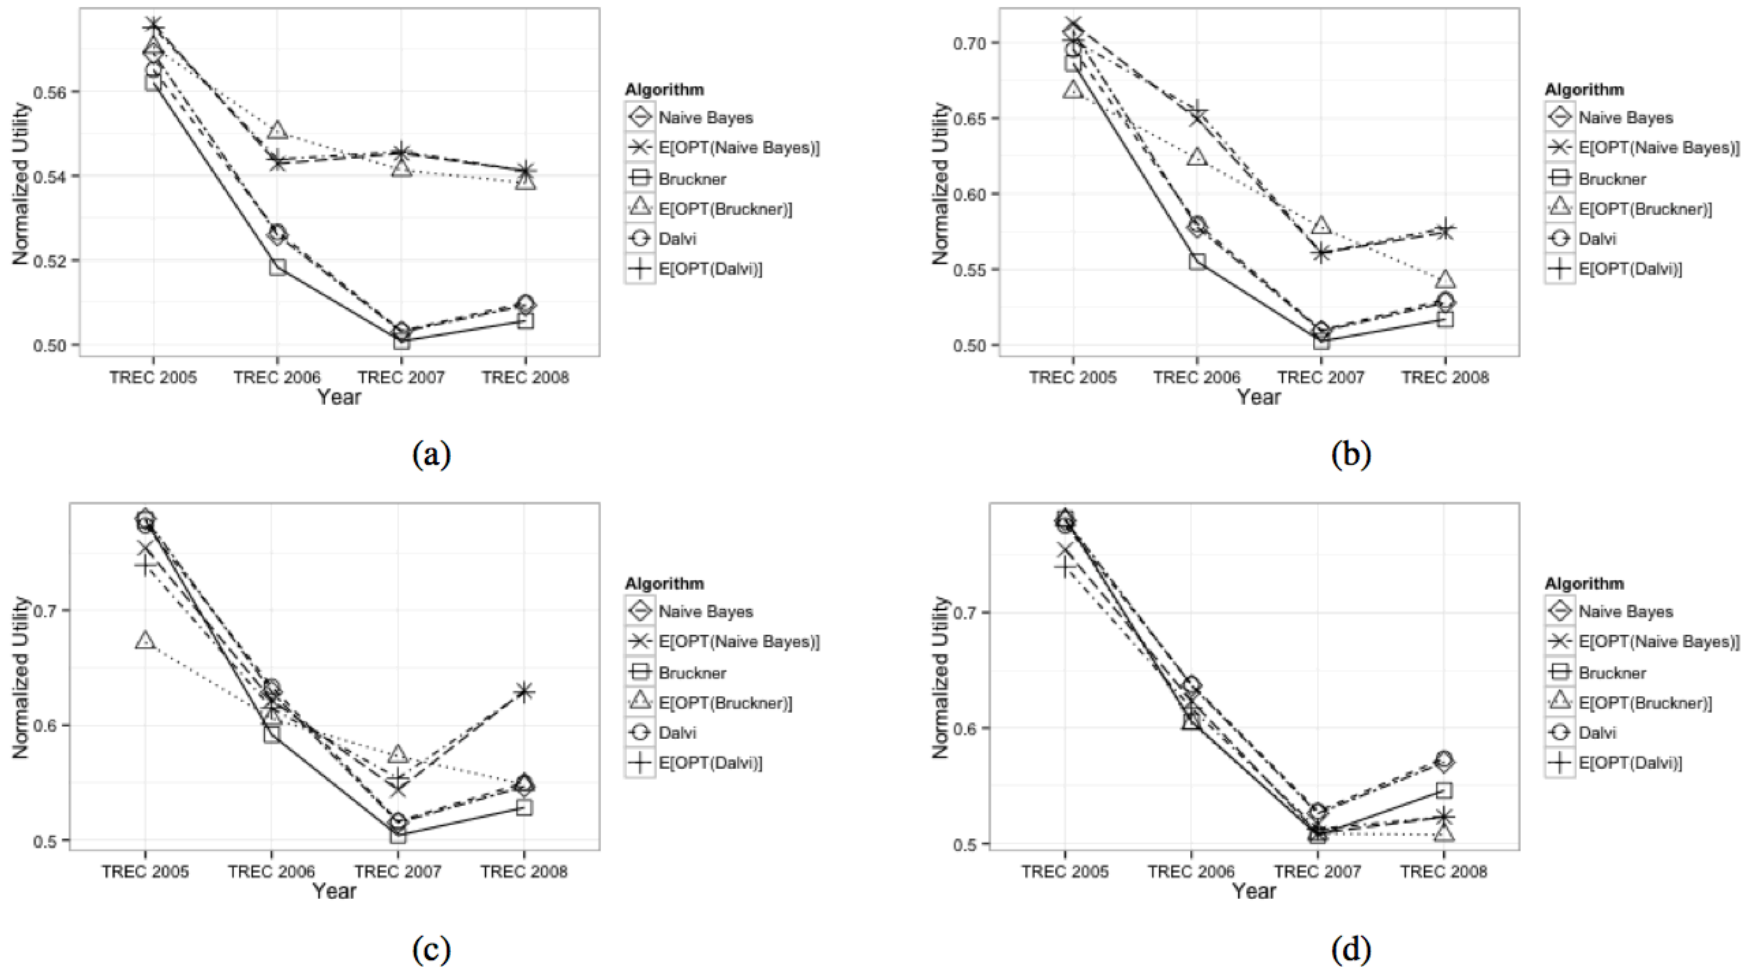 Normalized Utility
0.56
0.54
0.52
0.50
TREC 2005 TREC 2006 TREC 2007 TREC 2008
Year
Algorithm
Naive Bayes
E[OPT(Naive Bayes)]
Bruckner
E[OPT(Bruckner)]
Dalvi
E[OPT(Dalvi)]
(a)
Normalized Utility
0.70
0.65
0.60
0.55
0.50
TREC 2005 TREC 2006 TREC 2007 TREC 2008
Year
Algorithm
Naive Bayes
E[OPT(Naive Bayes)]
Bruckner
E[OPT(Bruckner)]
Dalvi
E[OPT(Dalvi)]
(b)
Normalized Utility
0.7
0.6
0.5
TREC 2005 TREC 2006 TREC 2007 TREC 2008
Year
Algorithm
Naive Bayes
E[OPT(Naive Bayes)]
Bruckner
E[OPT(Bruckner)]
Dalvi
E[OPT(Dalvi)]
(c)
Normalized Utility
0.7
0.6
0.5
TREC 2005 TREC 2006 TREC 2007 TREC 2008
Year
Algorithm
Naive Bayes
E[OPT(Naive Bayes)]
Bruckner
E[OPT(Bruckner)]
Dalvi
E[OPT(Dalvi)]
(d)